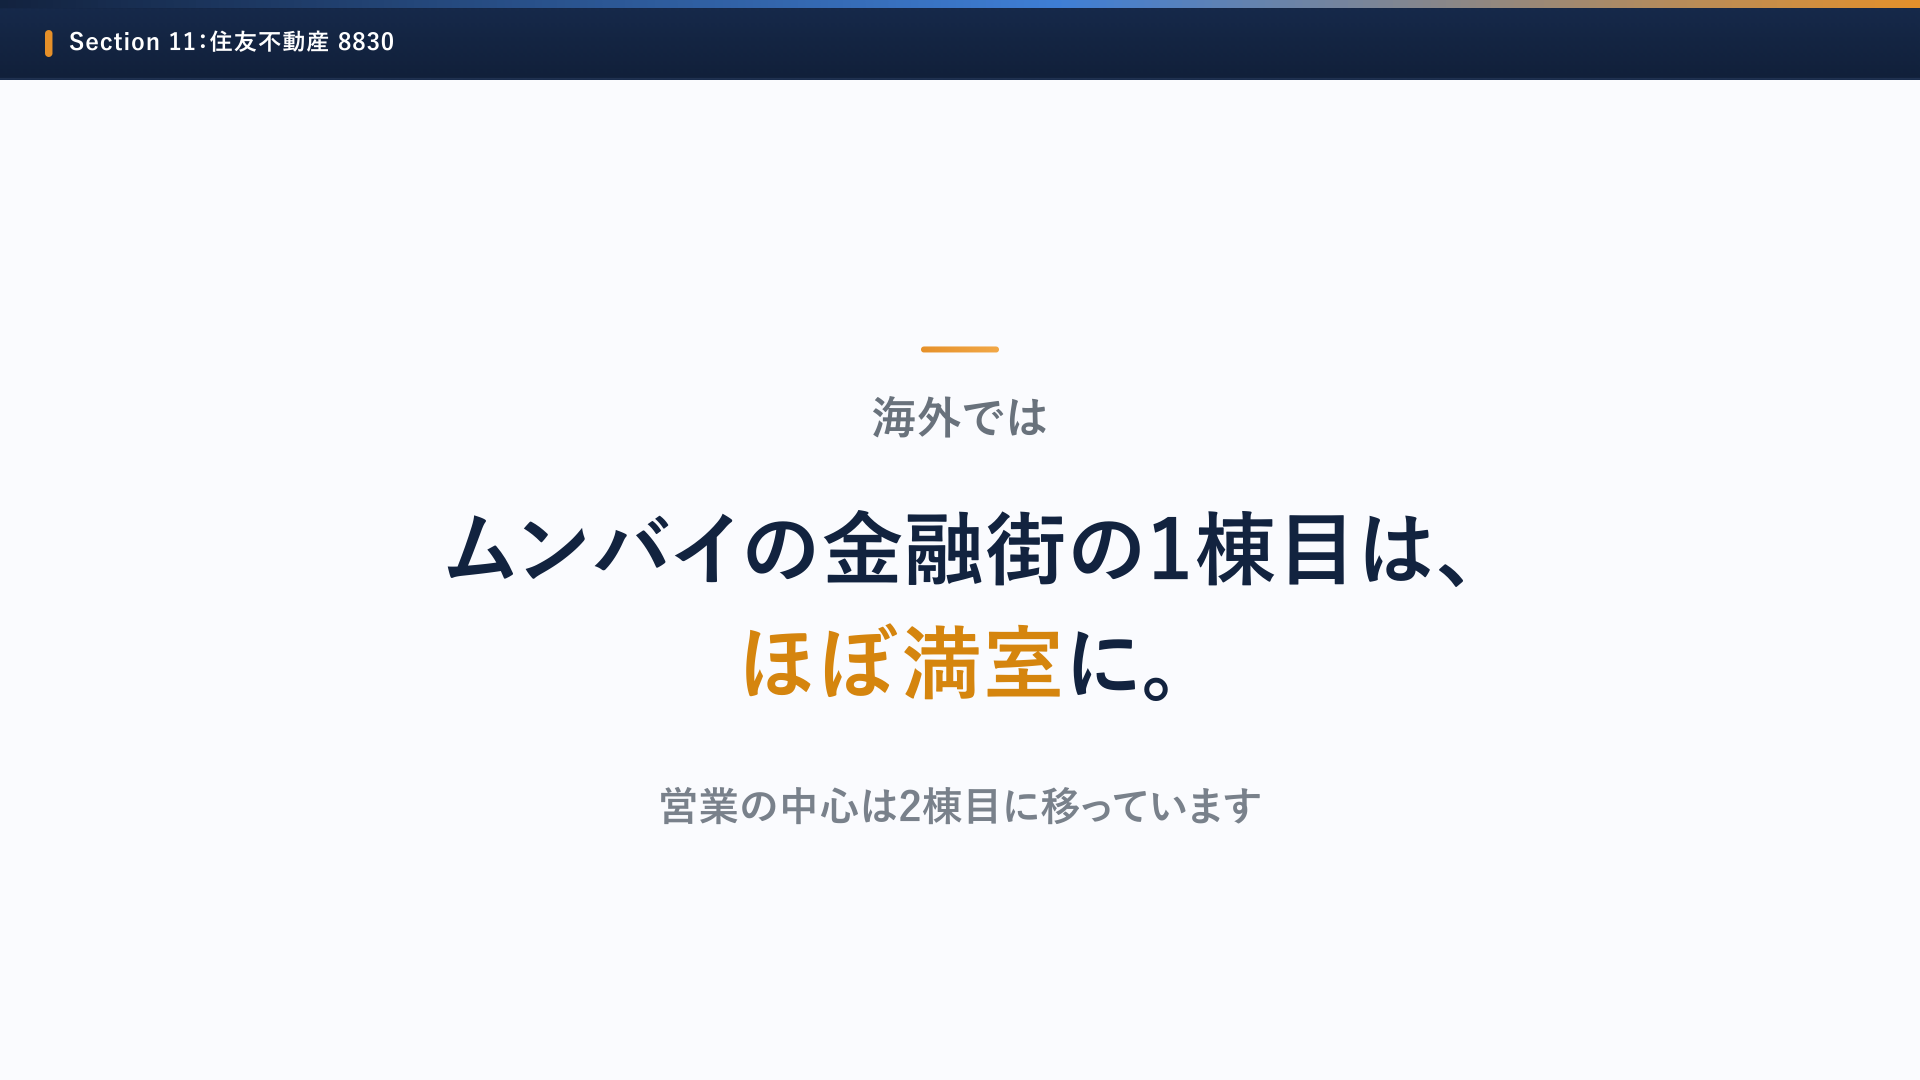 Section 11：住友不動産 8830
海外では
ムンバイの金融街の1棟目は、
ほぼ満室に。
営業の中心は2棟目に移っています